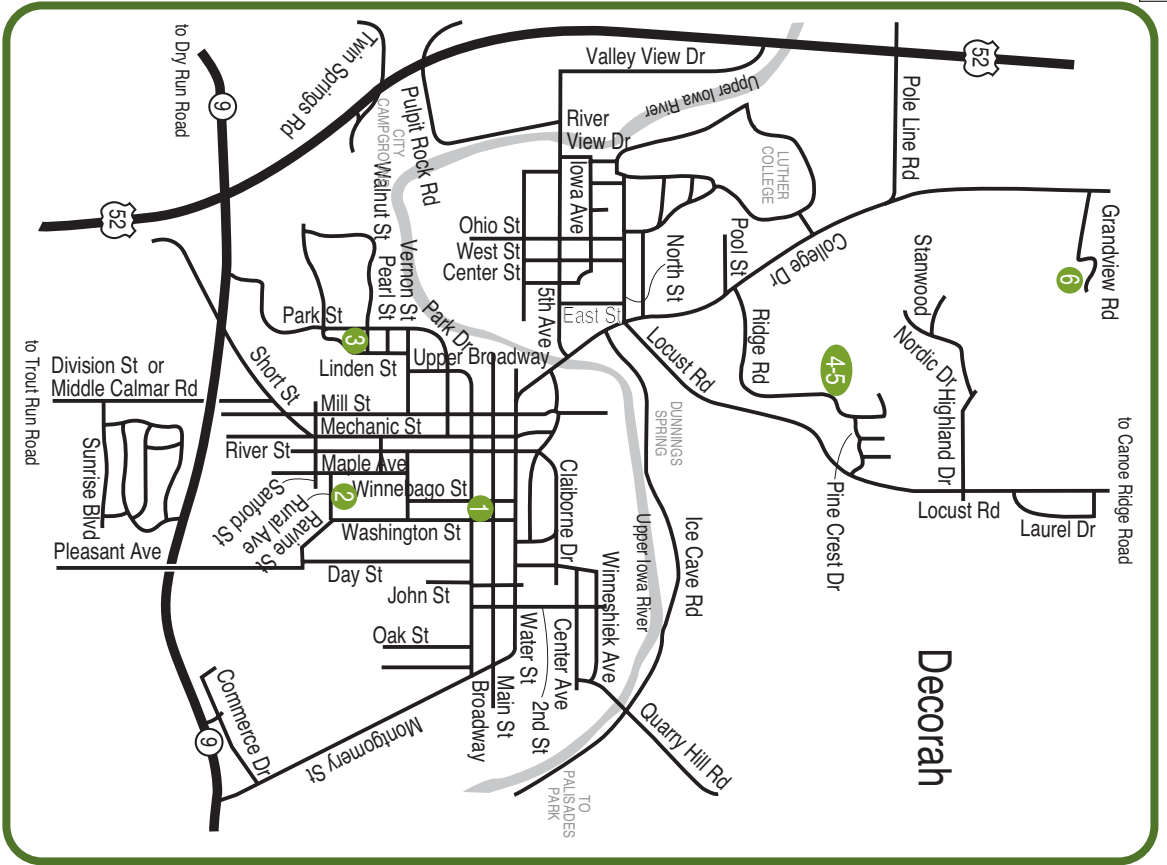 52
Valley View Dr
Pole Line Rd
Upper Iowa River
to Dry Run Road
9
Twin Springs Rd
CITY
CAMPGRO
Pulpit Rock Rd
River
View Dr
LUTHER
COLLEGE
Grandview Rd
6
Iowa Ave
Ohio St
West St
Center St
North St
Pool St
College Dr
Stanwood
52
Walnut St
Pearl St
Vernon St
Park Dr
5th Ave
East St
Nordic Dr
Park St
3
Linden St
Upper Broadway
Locust Rd
Ridge Rd
4-5
Highland Dr
to Trout Run Road
Division St or
Middle Calmar Rd
Short St
Mill St
Mechanic St
River St
Maple Ave
Winnebago St
DUNNINGS
SPRING
to Canoe Ridge Road
Sunrise Blvd
Sanford St
Rural Ave
Ravine St
2
1
Washington St
Claiborne Dr
Upper Iowa River
Ice Cave Rd
Pine Crest Dr
Locust Rd
Laurel Dr
Pleasant Ave
Day St
John St
Winneshiek Ave
Oak St
Water St
Center Ave
2nd St
Main St
Broadway
Decorah
Commerce Dr
9
Montgomery St
Quarry Hill Rd
TO
PALISADES
PARK